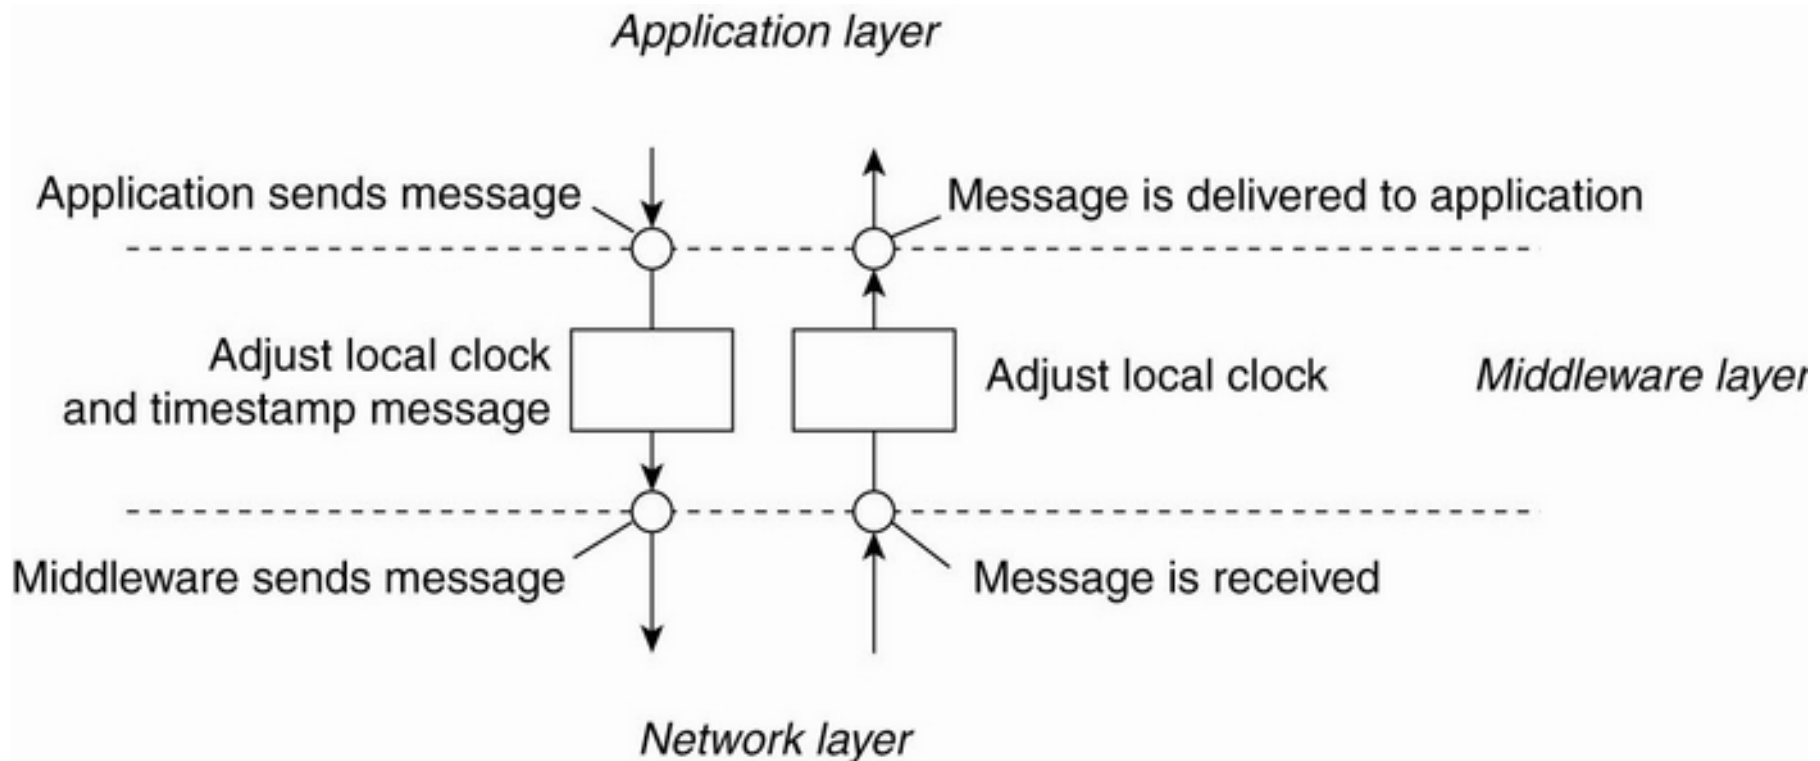 Application layer
Application sends message
Message is delivered to application
Adjust local clock
and timestamp message
Adjust local clock
Middleware layer
Middleware sends message
Message is received
Network layer